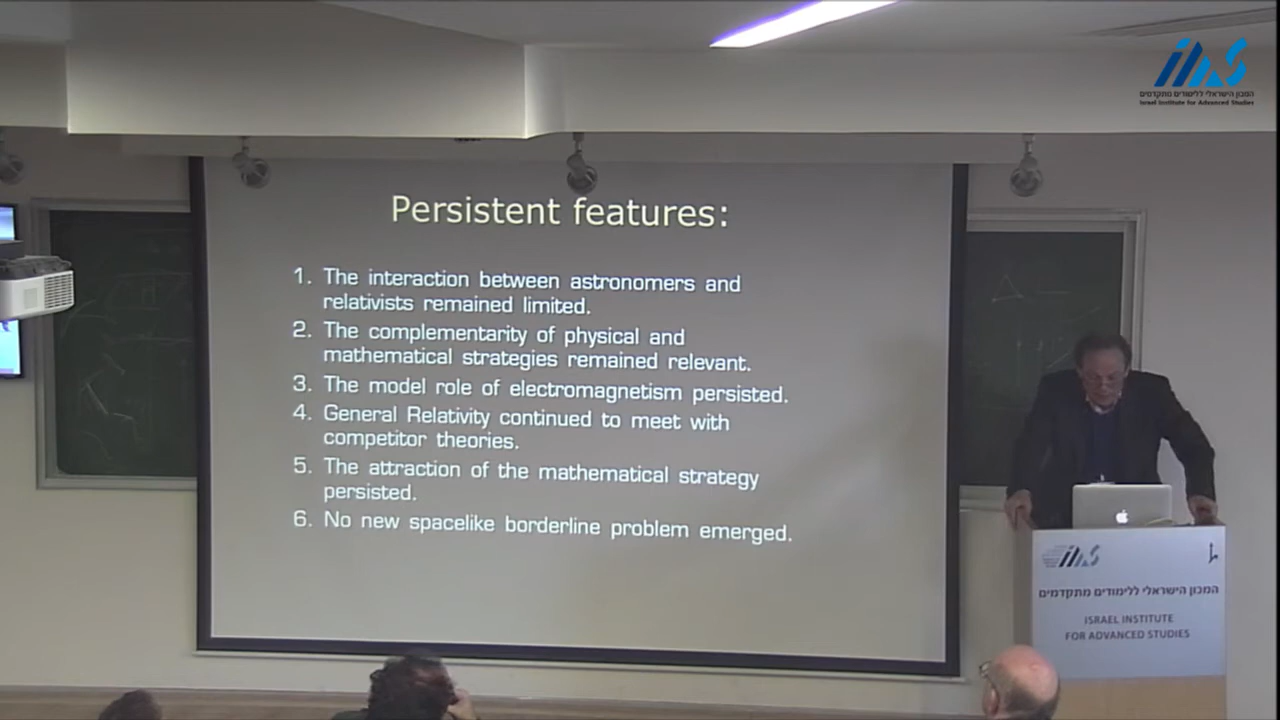 ias
המכון הישראלי ללימודים מתקדמים
Israel Institute for Advanced Studies
Persistent features:
1. The interaction between astronomers and
relativists remained limited.
2. The complementarity of physical and
mathematical strategies remained relevant.
3. The model role of electromagnetism persisted.
4. General Relativity continued to meet with
competitor theories.
5. The attraction of the mathematical strategy
persisted.
6. No new spacelike borderline problem emerged.
ias
המכון הישראלי ללימודים מתקדמים
ISRAEL INSTITUTE
FOR ADVANCED STUDIES